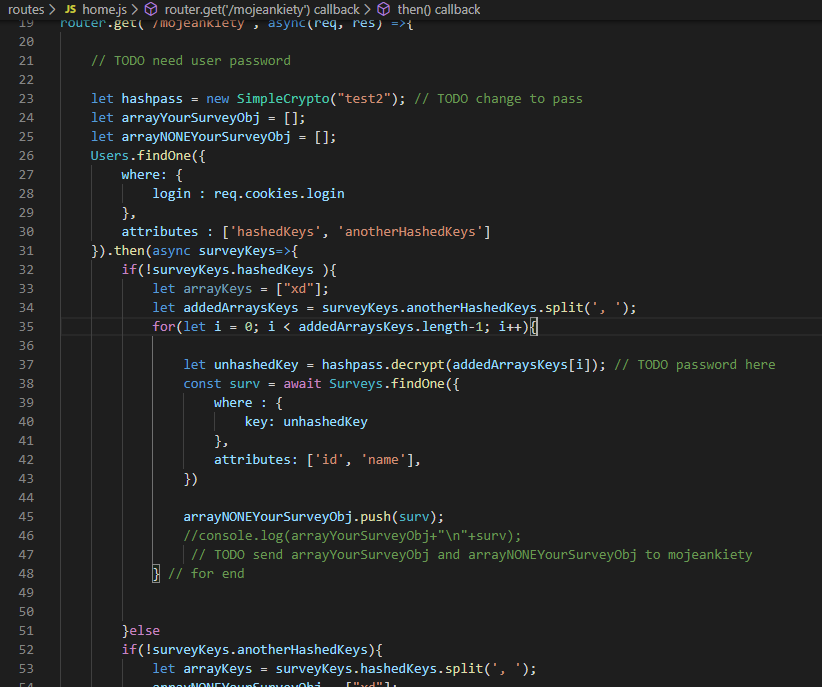 routes > JS home.js > router.get('/mojeankiety') callback > then() callback
19 router.get('/mojeankiety', async(req, res) =>{
20
21 // TODO need user password
22
23 let hashpass = new SimpleCrypto("test2"); // TODO change to pass
24 let arrayYourSurveyObj = [];
25 let arrayNONEYourSurveyObj = [];
26 Users.findOne({
27 where: {
28 login : req.cookies.login
29 },
30 attributes : ['hashedKeys', 'anotherHashedKeys']
31 }).then(async surveyKeys=>{
32 if(!surveyKeys.hashedKeys ){
33 let arrayKeys = ["xd"];
34 let addedArraysKeys = surveyKeys.anotherHashedKeys.split(', ');
35 for(let i = 0; i < addedArraysKeys.length-1; i++){
36
37 let unhashedKey = hashpass.decrypt(addedArraysKeys[i]); // TODO password here
38 const surv = await Surveys.findOne({
39 where : {
40 key: unhashedKey
41 },
42 attributes: ['id', 'name'],
43 })
44
45 arrayNONEYourSurveyObj.push(surv);
46 //console.log(arrayYourSurveyObj+"\n"+surv);
47 // TODO send arrayYourSurveyObj and arrayNONEYourSurveyObj to mojeankiety
48 } // for end
49
50
51 }else
52 if(!surveyKeys.anotherHashedKeys){
53 let arrayKeys = surveyKeys.hashedKeys.split(', ');
54 arrayNONEYourSurveyObj = ["xd"];